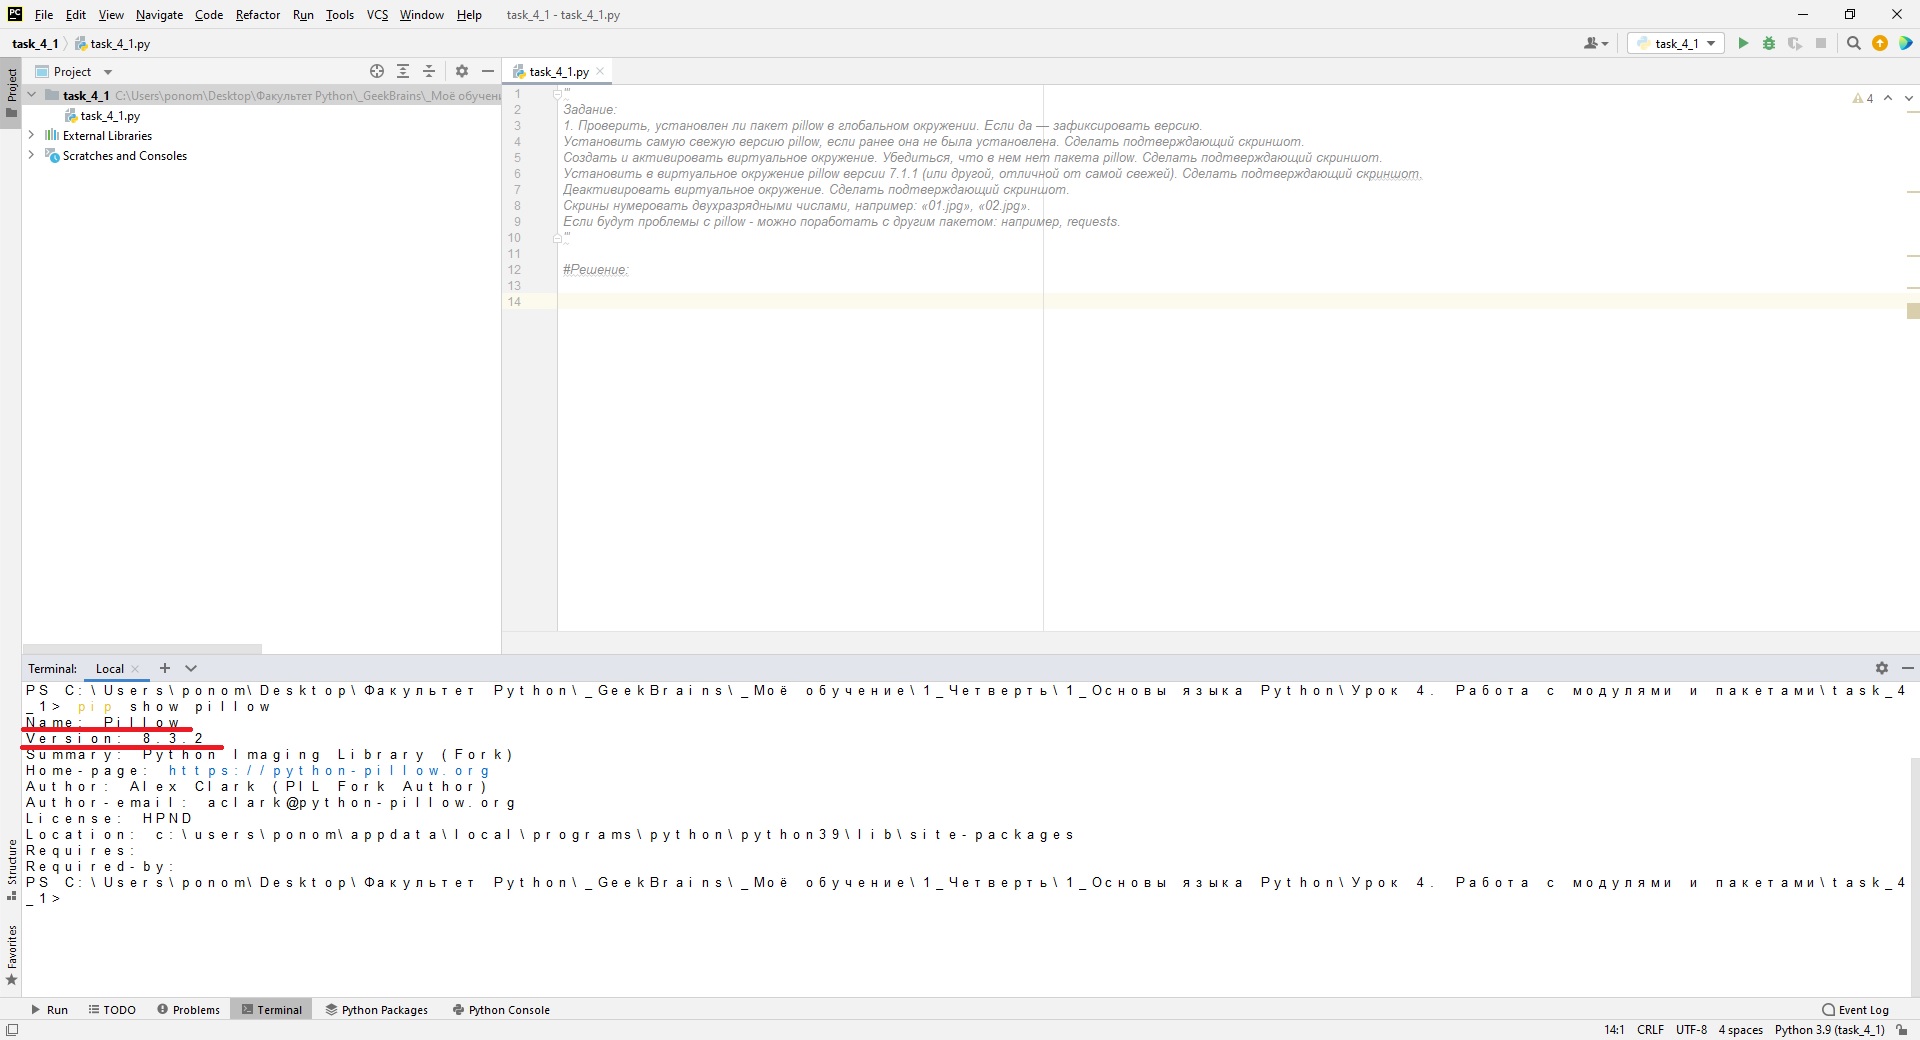 PC File Edit View Navigate Code Refactor Run Tools VCS Window Help task_4_1 - task_4_1.py
task_4_1 task_4_1.py task_4_1
Project Project task_4_1.py
task_4_1 C:\Users\ponom\Desktop\Факультет Python\_GeekBrains\_Моё обучени
task_4_1.py
External Libraries
Scratches and Consoles
4
1 '''
2 Задание:
3 1. Проверить, установлен ли пакет pillow в глобальном окружении. Если да — зафиксировать версию.
4 Установить самую свежую версию pillow, если ранее она не была установлена. Сделать подтверждающий скриншот.
5 Создать и активировать виртуальное окружение. Убедиться, что в нем нет пакета pillow. Сделать подтверждающий скриншот.
6 Установить в виртуальное окружение pillow версии 7.1.1 (или другой, отличной от самой свежей). Сделать подтверждающий скриншот.
7 Деактивировать виртуальное окружение. Сделать подтверждающий скриншот.
8 Скрины нумеровать двухразрядными числами, например: «01.jpg», «02.jpg».
9 Если будут проблемы с pillow - можно поработать с другим пакетом: например, requests.
10 '''
11
12 #Решение:
13
14
Terminal: Local
PS C:\Users\ponom\Desktop\Факультет Python\_GeekBrains\_Моё обучение\1_Четверть\1_Основы языка Python\Урок 4. Работа с модулями и пакетами\task_4
_1> pip show pillow
Name: Pillow
Version: 8.3.2
Summary: Python Imaging Library (Fork)
Home-page: https://python-pillow.org
Author: Alex Clark (PIL Fork Author)
Author-email: aclark@python-pillow.org
License: HPND
Location: c:\users\ponom\appdata\local\programs\python\python39\lib\site-packages
Requires:
Required-by:
PS C:\Users\ponom\Desktop\Факультет Python\_GeekBrains\_Моё обучение\1_Четверть\1_Основы языка Python\Урок 4. Работа с модулями и пакетами\task_4
_1>
Structure
Favorites
Run TODO Problems Terminal Python Packages Python Console Event Log
14:1 CRLF UTF-8 4 spaces Python 3.9 (task_4_1)